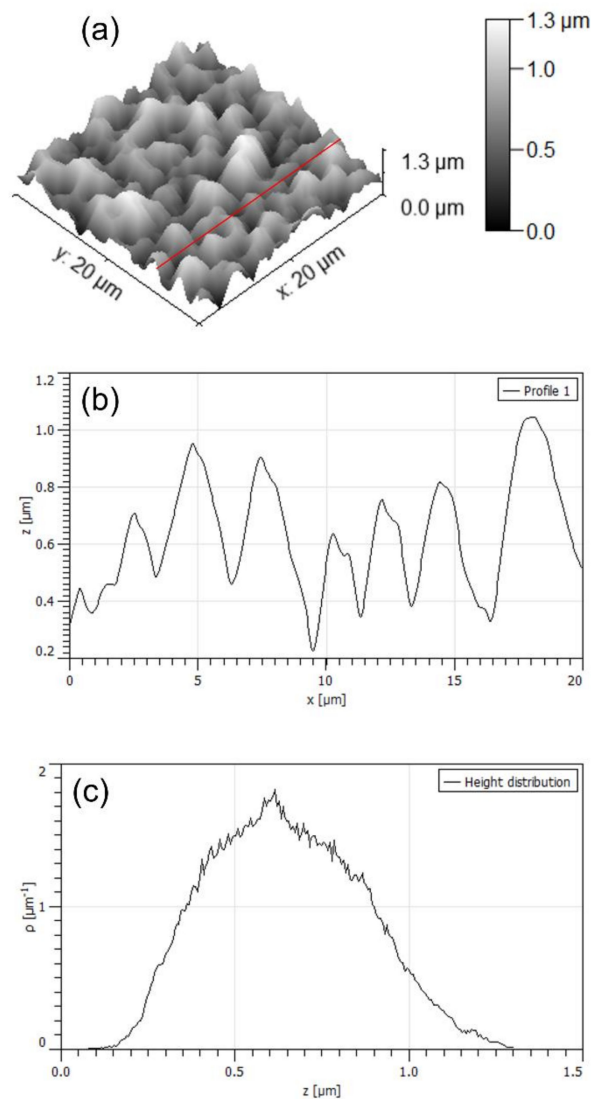 (a)
1.3 µm
1.0
0.5
0.0
1.3 µm
0.0 µm
y: 20 µm
x: 20 µm
(b)
Profile 1
1.2
1.0
0.8
0.6
0.4
0.2
z [µm]
0 5 10 15 20
x [µm]
(c)
Height distribution
2
1
0
ρ [µm⁻¹]
0.0 0.5 1.0 1.5
z [µm]